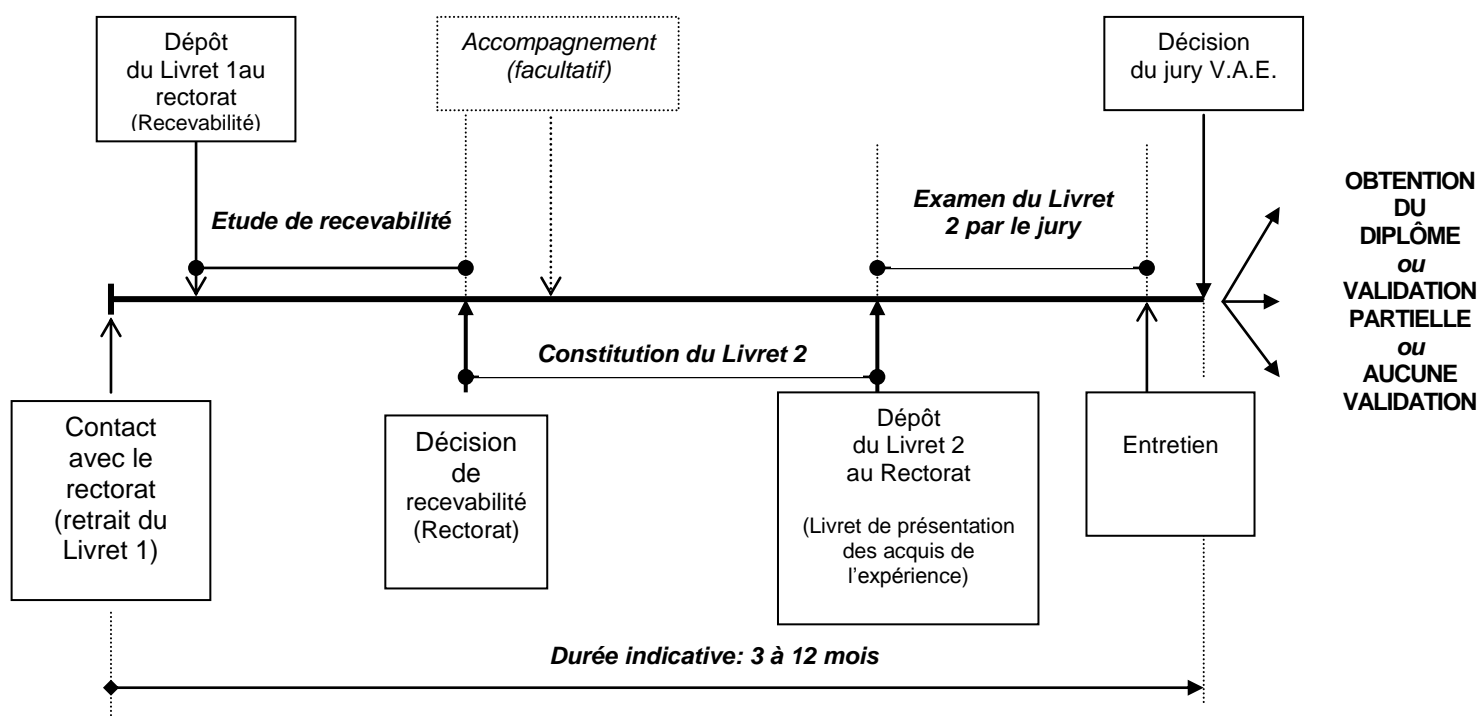 Dépôt
du Livret 1au
rectorat
(Recevabilité)
Accompagnement
(facultatif)
Décision
du jury V.A.E.
Etude de recevabilité
Examen du Livret
2 par le jury
OBTENTION
DU
DIPLÔME
ou
VALIDATION
PARTIELLE
ou
AUCUNE
VALIDATION
Constitution du Livret 2
Contact
avec le
rectorat
(retrait du
Livret 1)
Décision
de
recevabilité
(Rectorat)
Dépôt
du Livret 2
au Rectorat
(Livret de présentation
des acquis de
l’expérience)
Entretien
Durée indicative: 3 à 12 mois